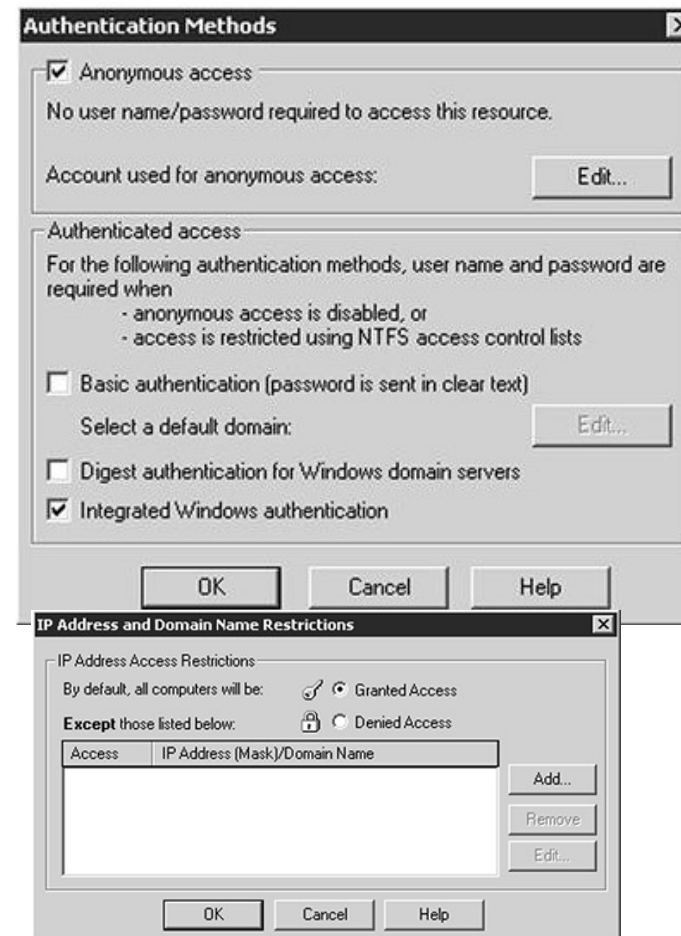 Authentication Methods
Anonymous access
No user name/password required to access this resource.
Account used for anonymous access:
Edit...
Authenticated access
For the following authentication methods, user name and password are
required when
- anonymous access is disabled, or
- access is restricted using NTFS access control lists
Basic authentication (password is sent in clear text)
Select a default domain:
Edit...
Digest authentication for Windows domain servers
Integrated Windows authentication
OK
Cancel
Help
IP Address and Domain Name Restrictions
IP Address Access Restrictions
By default, all computers will be:
Granted Access
Except those listed below:
Denied Access
Access
IP Address (Mask)/Domain Name
Add...
Remove
Edit...
OK
Cancel
Help